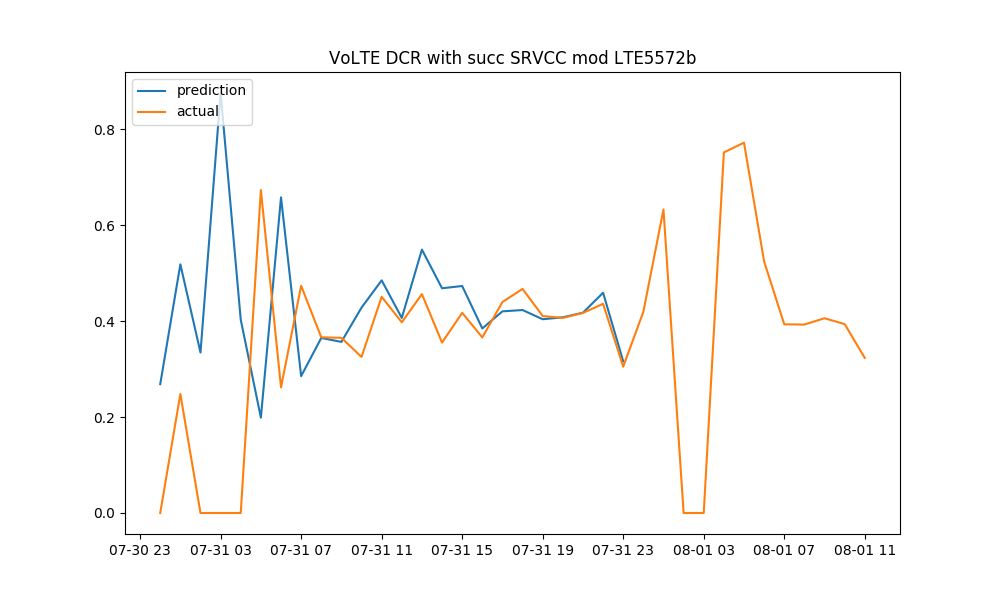 VoLTE DCR with succ SRVCC mod LTE5572b
prediction
actual
0.8
0.6
0.4
0.2
0.0
07-30 23 07-31 03 07-31 07 07-31 11 07-31 15 07-31 19 07-31 23 08-01 03 08-01 07 08-01 11